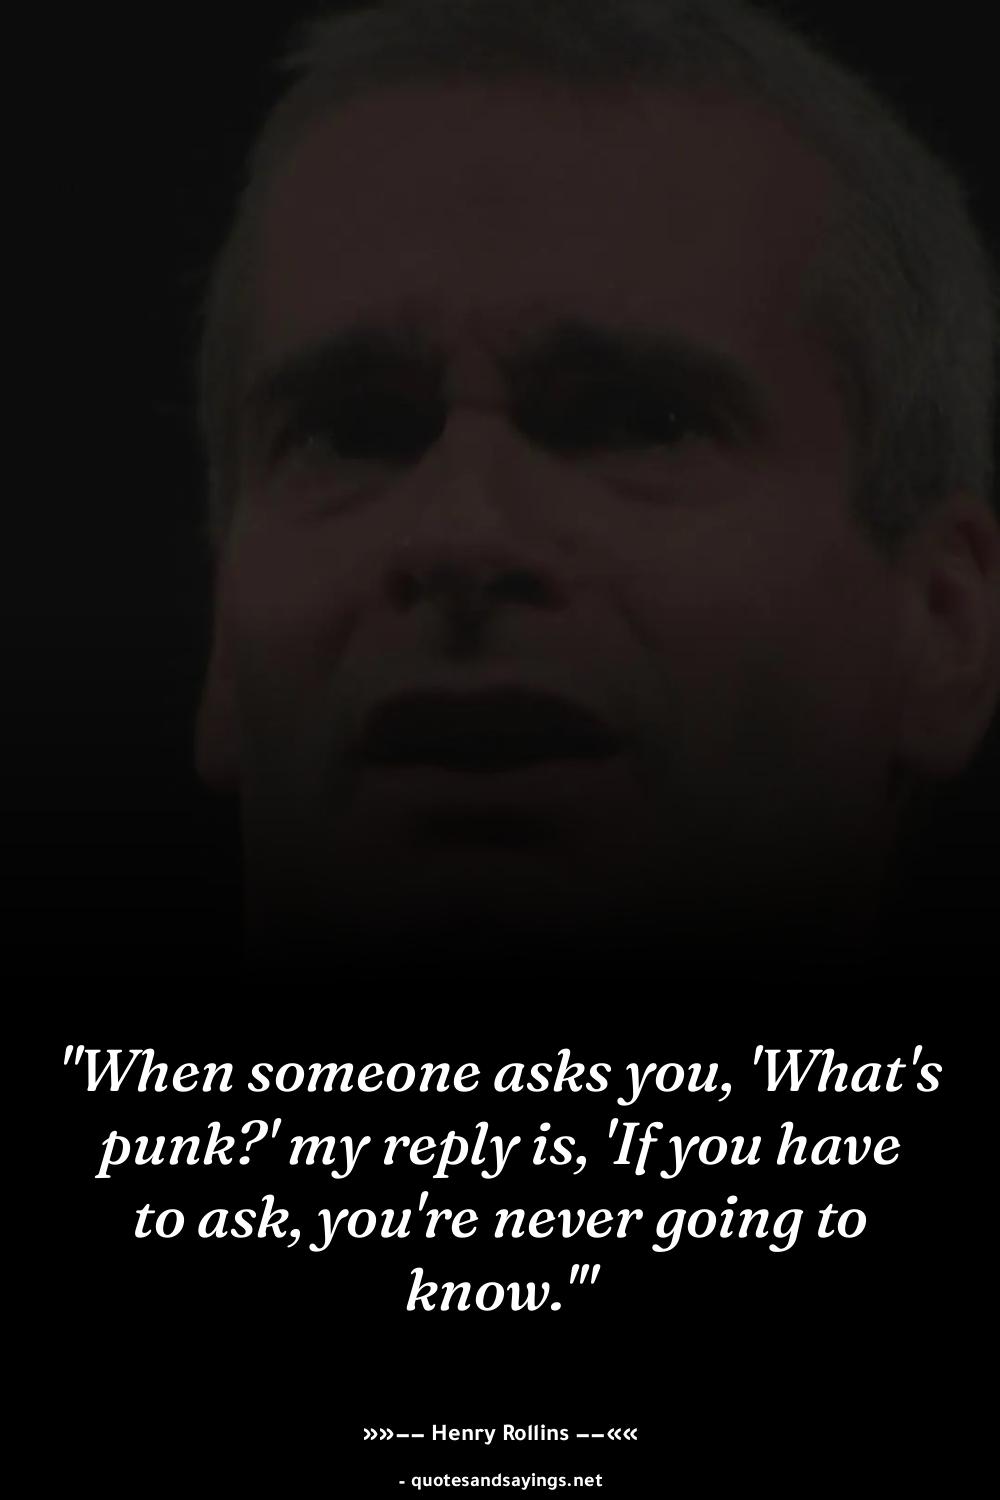 "When someone asks you, 'What's
punk?' my reply is, 'If you have
to ask, you're never going to
know.'"
»»−− Henry Rollins −−««
- quotesandsayings.net